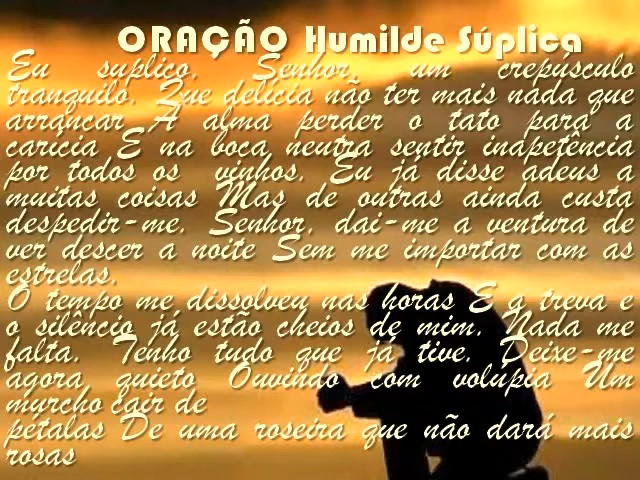 ORAÇÃO Humilde Súplica
Eu suplico, Senhor, um crepúsculo
tranquilo. Que delícia não ter mais nada que
arrancar A alma perder o tato para a
carícia E na boca neutra sentir inapetência
por todos os vinhos. Eu já disse adeus a
muitas coisas Mas de outras ainda custa
despedir-me. Senhor, dai-me a ventura de
ver descer a noite Sem me importar com as
estrelas.
O tempo me dissolveu nas horas E a treva e
o silêncio já estão cheios de mim. Nada me
falta. Tenho tudo que já tive. Deixe-me
agora quieto Ouvindo com volúpia Um
myrcho cair de
pétalas De uma roseira que não dará mais
rosas